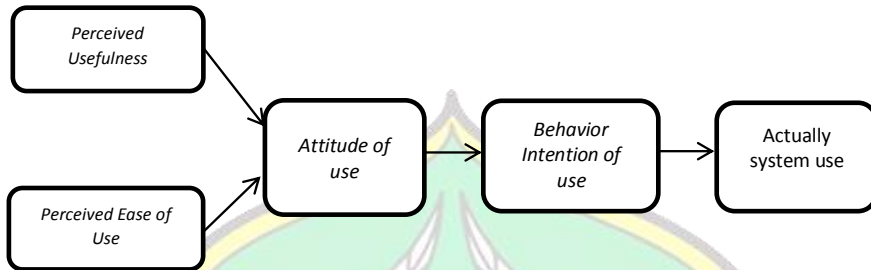 Perceived
Usefulness
Attitude of
use
Behavior
Intention of
use
Actually
system use
Perceived Ease of
Use